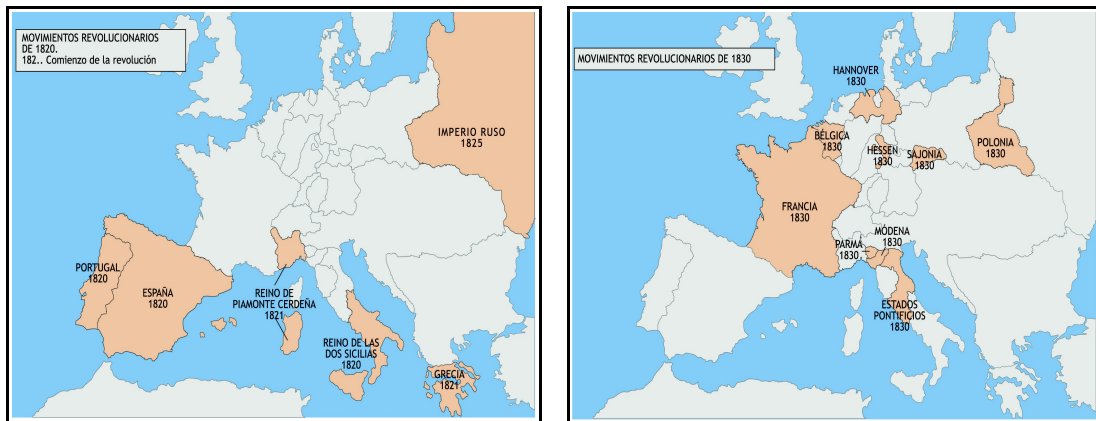 MOVIMIENTOS REVOLUCIONARIOS
DE 1820.
182.. Comienzo de la revolución
IMPERIO RUSO
1825
PORTUGAL
1820
ESPAÑA
1820
REINO DE
PIAMONTE CERDEÑA
1821
REINO DE LAS
DOS SICILIAS
1820
GRECIA
1821
MOVIMIENTOS REVOLUCIONARIOS DE 1830
HANNOVER
1830
BÉLGICA
1830
HESSEN
1830
SAJONIA
1830
POLONIA
1830
FRANCIA
1830
PARMA
1830
MÓDENA
1830
ESTADOS
PONTIFICIOS
1830